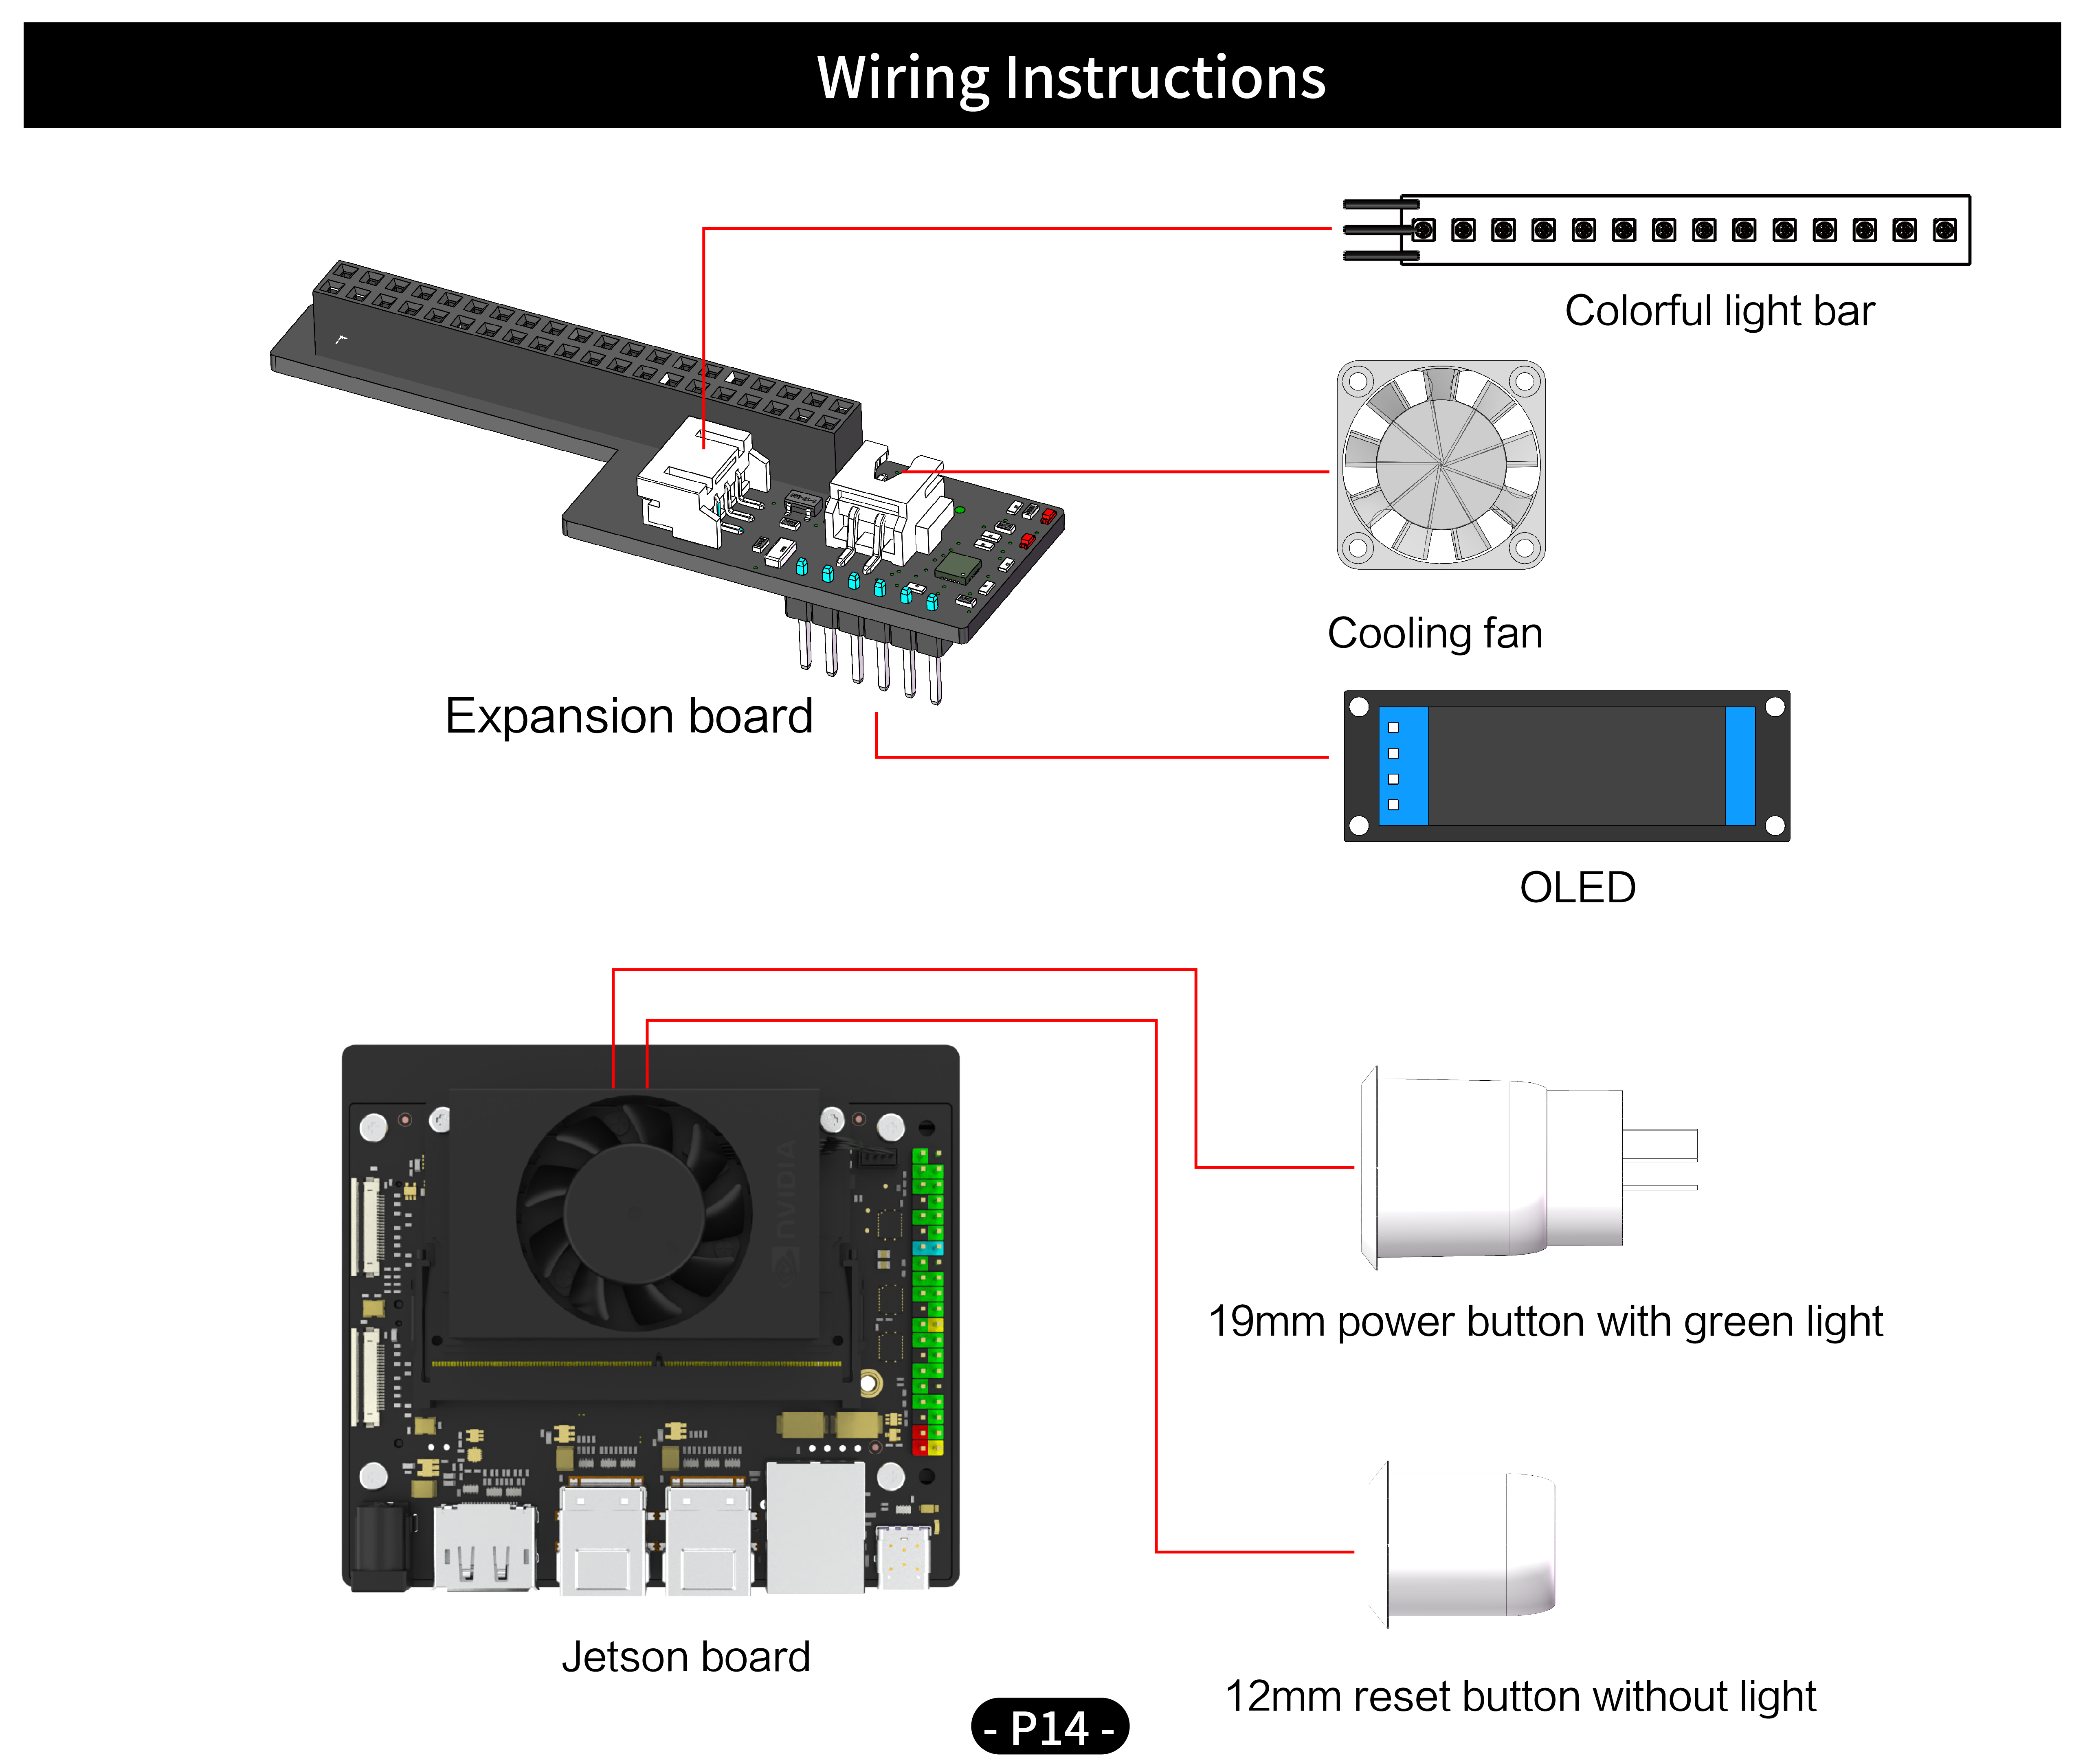 Wiring Instructions
Colorful light bar
Cooling fan
Expansion board
OLED
NVIDIA
19mm power button with green light
Jetson board
12mm reset button without light
- P14 -